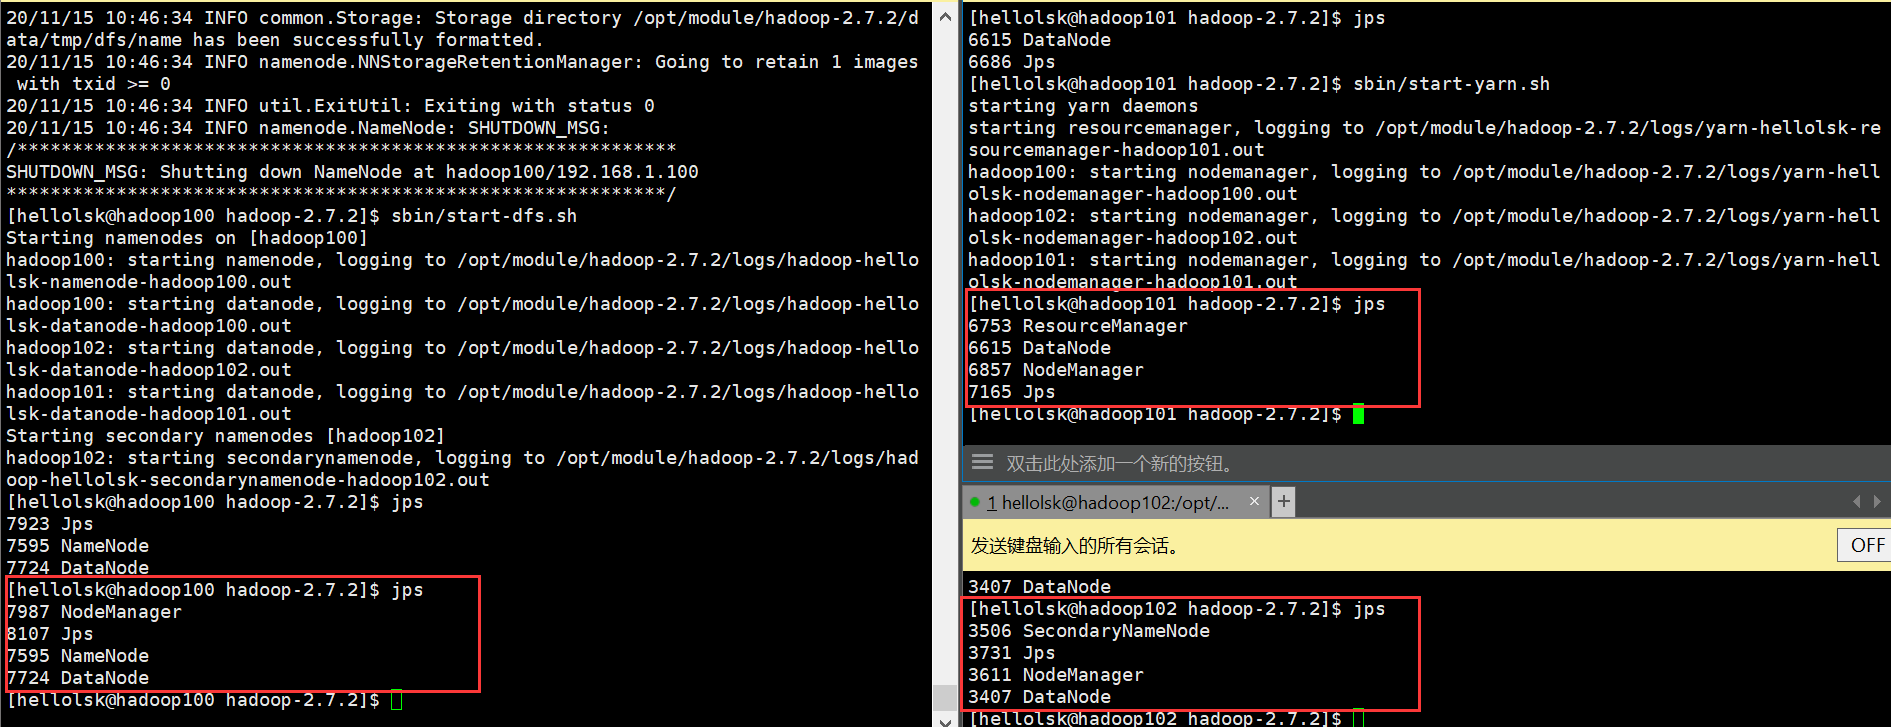 20/11/15 10:46:34 INFO common.Storage: Storage directory /opt/module/hadoop-2.7.2/d
ata/tmp/dfs/name has been successfully formatted.
20/11/15 10:46:34 INFO namenode.NNStorageRetentionManager: Going to retain 1 images
 with txid >= 0
20/11/15 10:46:34 INFO util.ExitUtil: Exiting with status 0
20/11/15 10:46:34 INFO namenode.NameNode: SHUTDOWN_MSG:
/************************************************************
SHUTDOWN_MSG: Shutting down NameNode at hadoop100/192.168.1.100
************************************************************/
[hellolsk@hadoop100 hadoop-2.7.2]$ sbin/start-dfs.sh
Starting namenodes on [hadoop100]
hadoop100: starting namenode, logging to /opt/module/hadoop-2.7.2/logs/hadoop-hello
lsk-namenode-hadoop100.out
hadoop100: starting datanode, logging to /opt/module/hadoop-2.7.2/logs/hadoop-hello
lsk-datanode-hadoop100.out
hadoop102: starting datanode, logging to /opt/module/hadoop-2.7.2/logs/hadoop-hello
lsk-datanode-hadoop102.out
hadoop101: starting datanode, logging to /opt/module/hadoop-2.7.2/logs/hadoop-hello
lsk-datanode-hadoop101.out
Starting secondary namenodes [hadoop102]
hadoop102: starting secondarynamenode, logging to /opt/module/hadoop-2.7.2/logs/had
oop-hellolsk-secondarynamenode-hadoop102.out
[hellolsk@hadoop100 hadoop-2.7.2]$ jps
7923 Jps
7595 NameNode
7724 DataNode
[hellolsk@hadoop100 hadoop-2.7.2]$ jps
7987 NodeManager
8107 Jps
7595 NameNode
7724 DataNode
[hellolsk@hadoop100 hadoop-2.7.2]$
[hellolsk@hadoop101 hadoop-2.7.2]$ jps
6615 DataNode
6686 Jps
[hellolsk@hadoop101 hadoop-2.7.2]$ sbin/start-yarn.sh
starting yarn daemons
starting resourcemanager, logging to /opt/module/hadoop-2.7.2/logs/yarn-hellolsk-re
sourcemanager-hadoop101.out
hadoop100: starting nodemanager, logging to /opt/module/hadoop-2.7.2/logs/yarn-hell
olsk-nodemanager-hadoop100.out
hadoop102: starting nodemanager, logging to /opt/module/hadoop-2.7.2/logs/yarn-hell
olsk-nodemanager-hadoop102.out
hadoop101: starting nodemanager, logging to /opt/module/hadoop-2.7.2/logs/yarn-hell
olsk-nodemanager-hadoop101.out
[hellolsk@hadoop101 hadoop-2.7.2]$ jps
6753 ResourceManager
6615 DataNode
6857 NodeManager
7165 Jps
[hellolsk@hadoop101 hadoop-2.7.2]$
双击此处添加一个新的按钮。
1 hellolsk@hadoop102:/opt/... × +
发送键盘输入的所有会话。 OFF
3407 DataNode
[hellolsk@hadoop102 hadoop-2.7.2]$ jps
3506 SecondaryNameNode
3731 Jps
3611 NodeManager
3407 DataNode
[hellolsk@hadoop102 hadoop-2.7.2]$